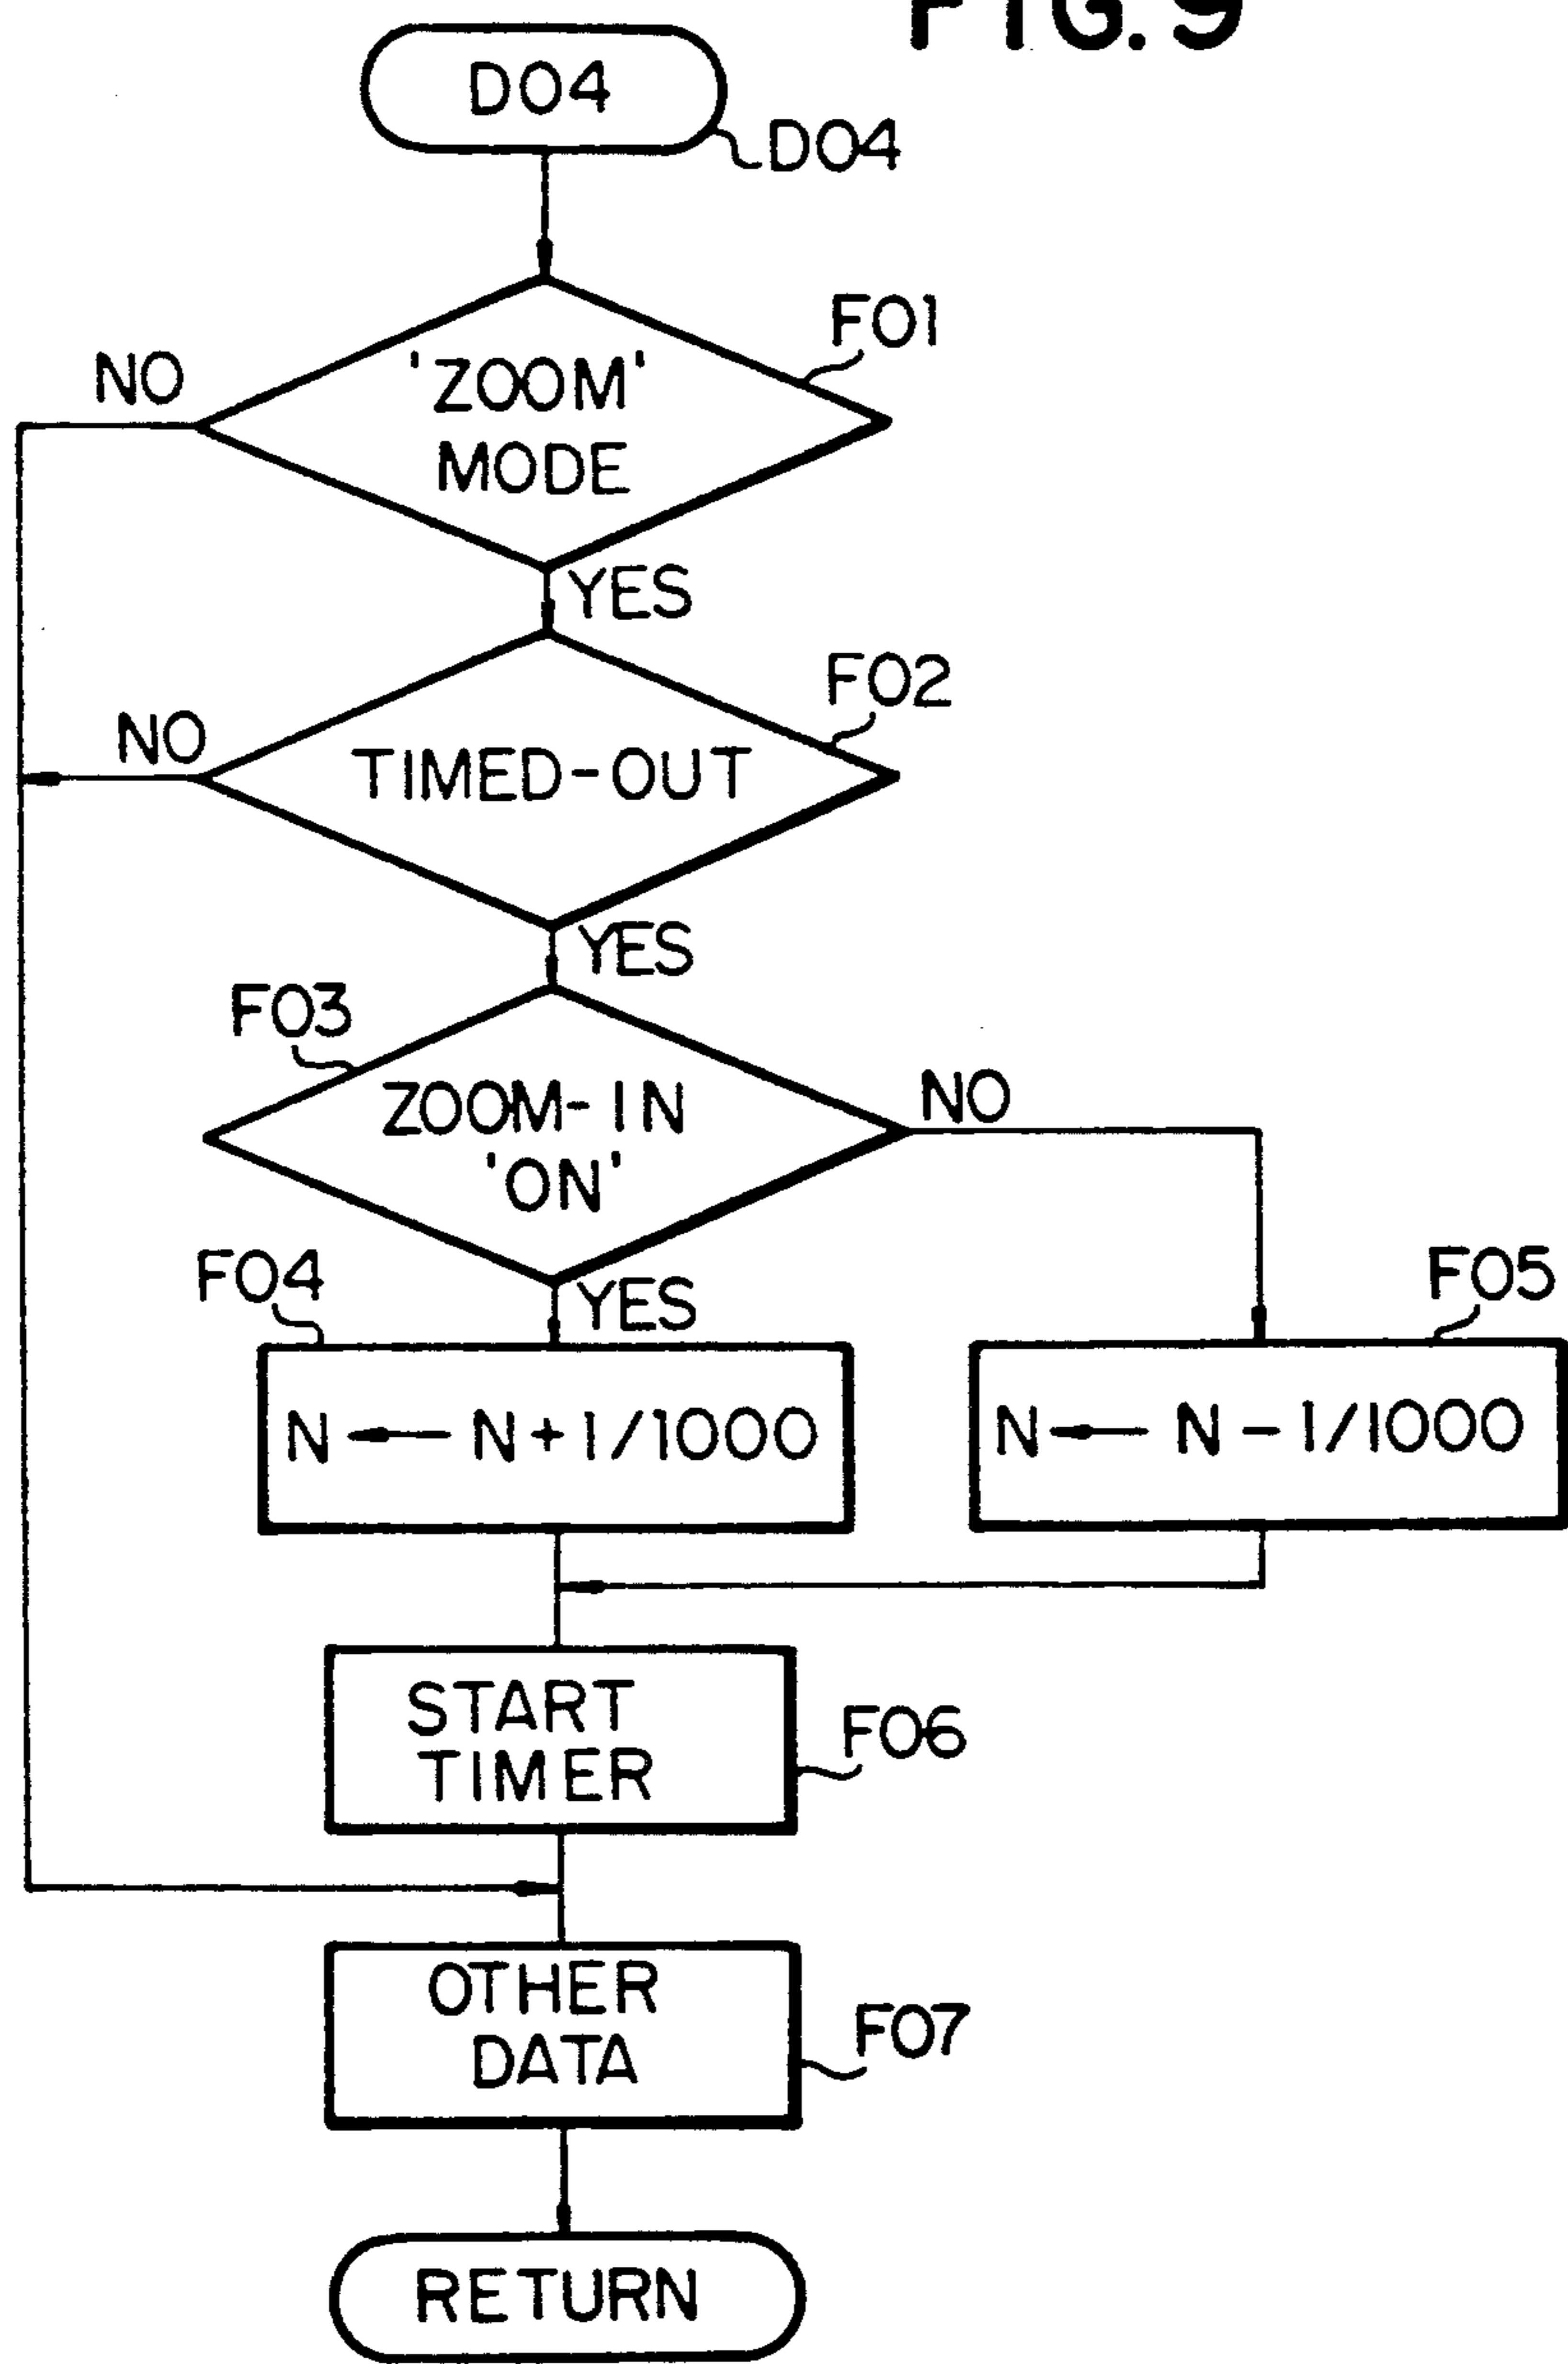 FIG. 9
D04
D04
F01
NO
'ZOOM'
MODE
YES
F02
NO
TIMED-OUT
YES
F03
ZOOM-IN
'ON'
NO
F04
YES
F05
N ← N + 1/1000
N ← N - 1/1000
START
TIMER
F06
OTHER
DATA
F07
RETURN